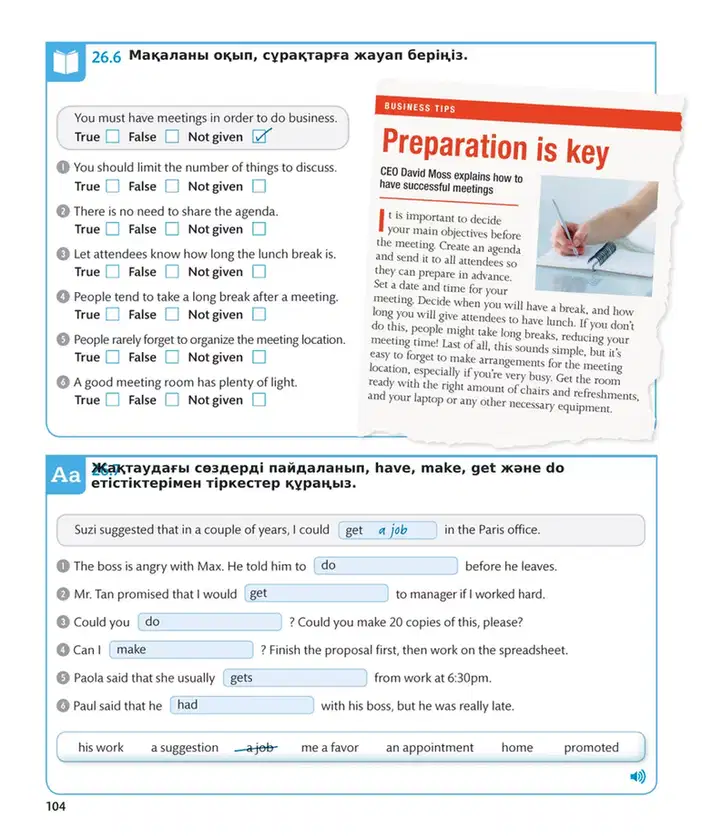 26.6 Мақаланы оқып, сұрақтарға жауап беріңіз.
You must have meetings in order to do business.
True False Not given
1 You should limit the number of things to discuss.
True False Not given
2 There is no need to share the agenda.
True False Not given
3 Let attendees know how long the lunch break is.
True False Not given
4 People tend to take a long break after a meeting.
True False Not given
5 People rarely forget to organize the meeting location.
True False Not given
6 A good meeting room has plenty of light.
True False Not given
BUSINESS TIPS
Preparation is key
CEO David Moss explains how to
have successful meetings
It is important to decide
your main objectives before
the meeting. Create an agenda
and send it to all attendees so
they can prepare in advance.
Set a date and time for your
meeting. Decide when you will have a break, and how
long you will give attendees to have lunch. If you don't
do this, people might take long breaks, reducing your
meeting time! Last of all, this sounds simple, but it's
easy to forget to make arrangements for the meeting
location, especially if you're very busy. Get the room
ready with the right amount of chairs and refreshments,
and your laptop or any other necessary equipment.
Aa
Жақтаудағы сөздерді пайдаланып, have, make, get және do
етістіктерімен тіркестер құраңыз.
Suzi suggested that in a couple of years, I could get a job in the Paris office.
1 The boss is angry with Max. He told him to do before he leaves.
2 Mr. Tan promised that I would get to manager if I worked hard.
3 Could you do ? Could you make 20 copies of this, please?
4 Can I make ? Finish the proposal first, then work on the spreadsheet.
5 Paola said that she usually gets from work at 6:30pm.
6 Paul said that he had with his boss, but he was really late.
his work a suggestion a job me a favor an appointment home promoted
104